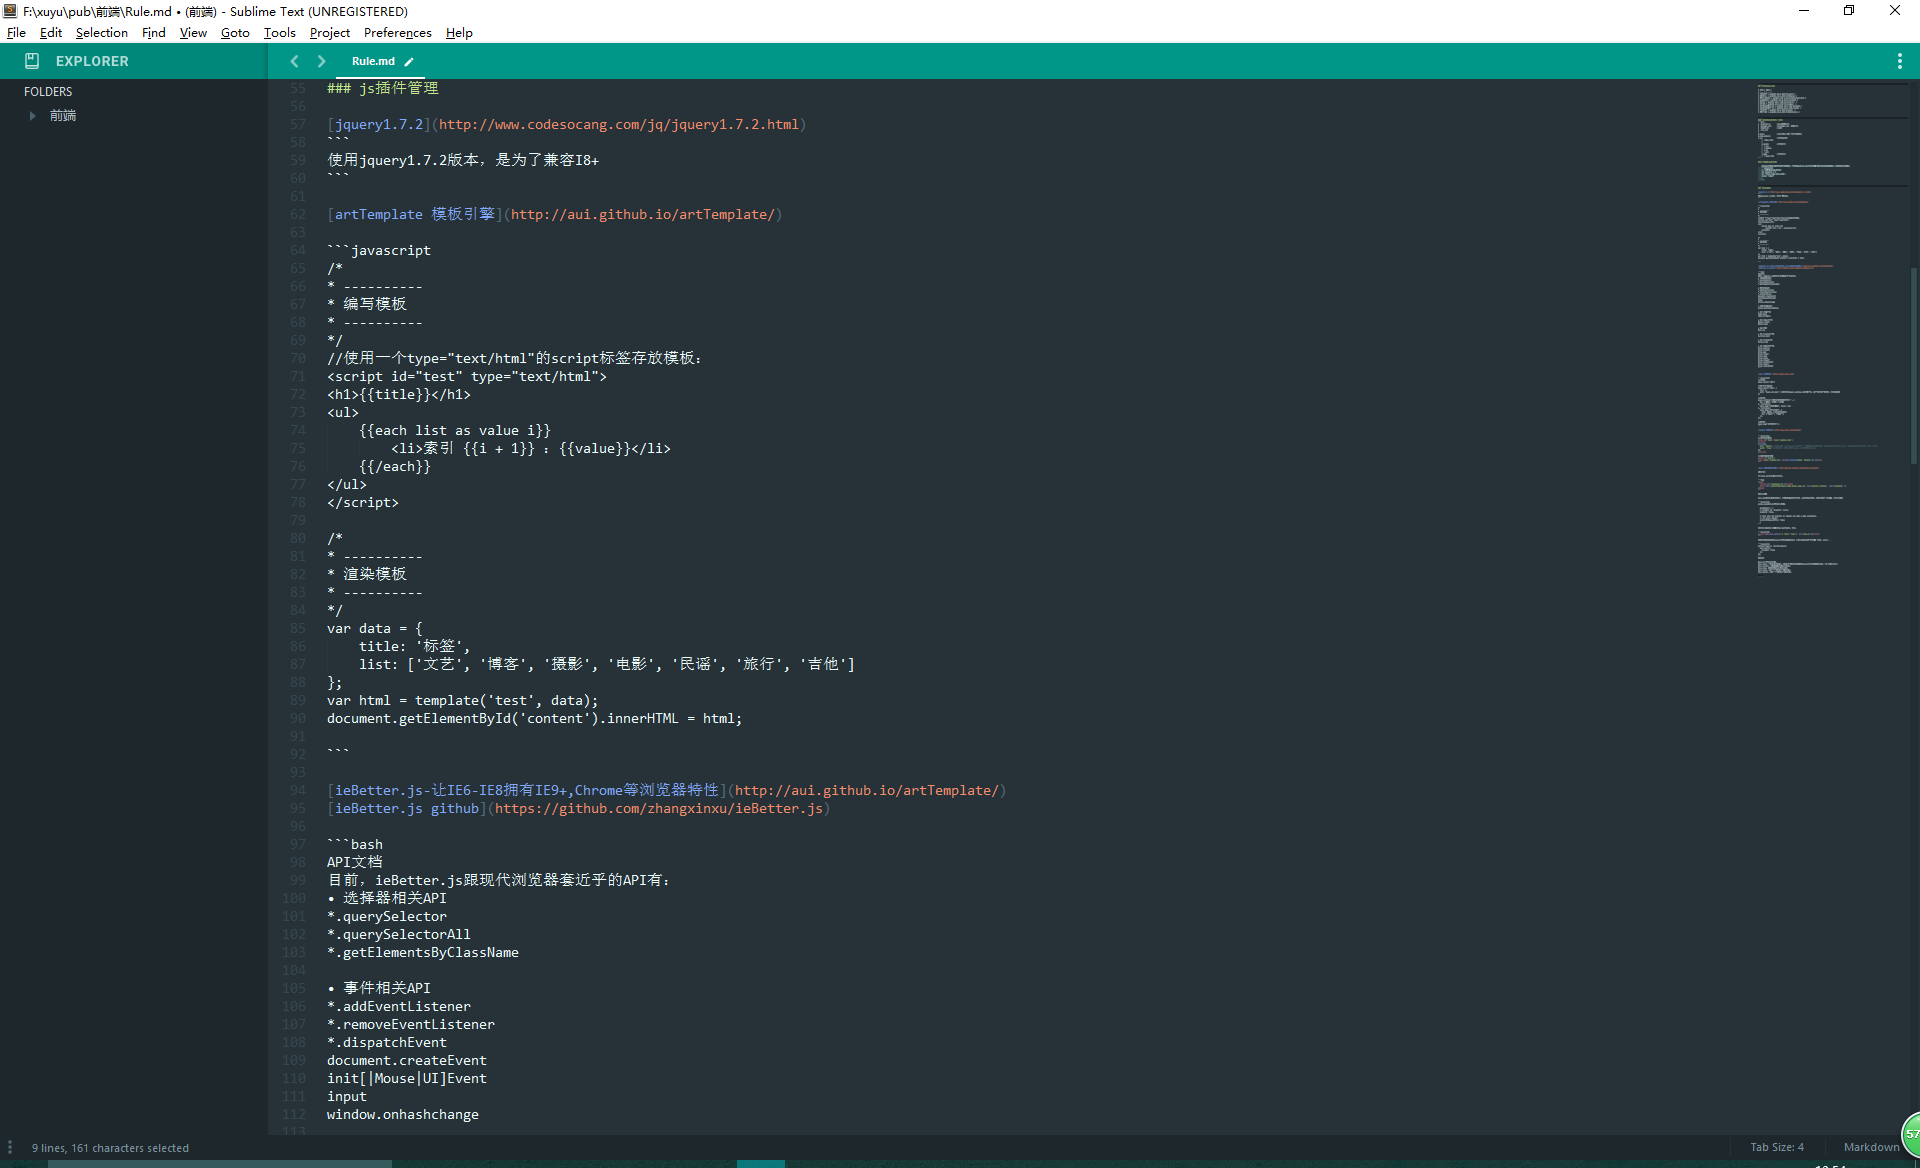 F:\xuyu\pub\前端\Rule.md • (前端) - Sublime Text (UNREGISTERED)
File Edit Selection Find View Goto Tools Project Preferences Help
EXPLORER
Rule.md
FOLDERS
前端
55 ### js插件管理
56
57 [jquery1.7.2](http://www.codesocang.com/jq/jquery1.7.2.html)
58 ```
59 使用jquery1.7.2版本，是为了兼容I8+
60 ```
61
62 [artTemplate 模板引擎](http://aui.github.io/artTemplate/)
63
64 ```javascript
65 /*
66 * ----------
67 * 编写模板
68 * ----------
69 */
70 //使用一个type="text/html"的script标签存放模板：
71 <script id="test" type="text/html">
72 <h1>{{title}}</h1>
73 <ul>
74     {{each list as value i}}
75         <li>索引 {{i + 1}} ：{{value}}</li>
76     {{/each}}
77 </ul>
78 </script>
79
80 /*
81 * ----------
82 * 渲染模板
83 * ----------
84 */
85 var data = {
86     title: '标签',
87     list: ['文艺', '博客', '摄影', '电影', '民谣', '旅行', '吉他']
88 };
89 var html = template('test', data);
90 document.getElementById('content').innerHTML = html;
91
92 ```
93
94 [ieBetter.js-让IE6-IE8拥有IE9+,Chrome等浏览器特性](http://aui.github.io/artTemplate/)
95 [ieBetter.js github](https://github.com/zhangxinxu/ieBetter.js)
96
97 ```bash
98 API文档
99 目前，ieBetter.js跟现代浏览器套近乎的API有：
100 • 选择器相关API
101 *.querySelector
102 *.querySelectorAll
103 *.getElementsByClassName
104
105 • 事件相关API
106 *.addEventListener
107 *.removeEventListener
108 *.dispatchEvent
109 document.createEvent
110 init[|Mouse|UI]Event
111 input
112 window.onhashchange
113
9 lines, 161 characters selected
Tab Size: 4
Markdown
57